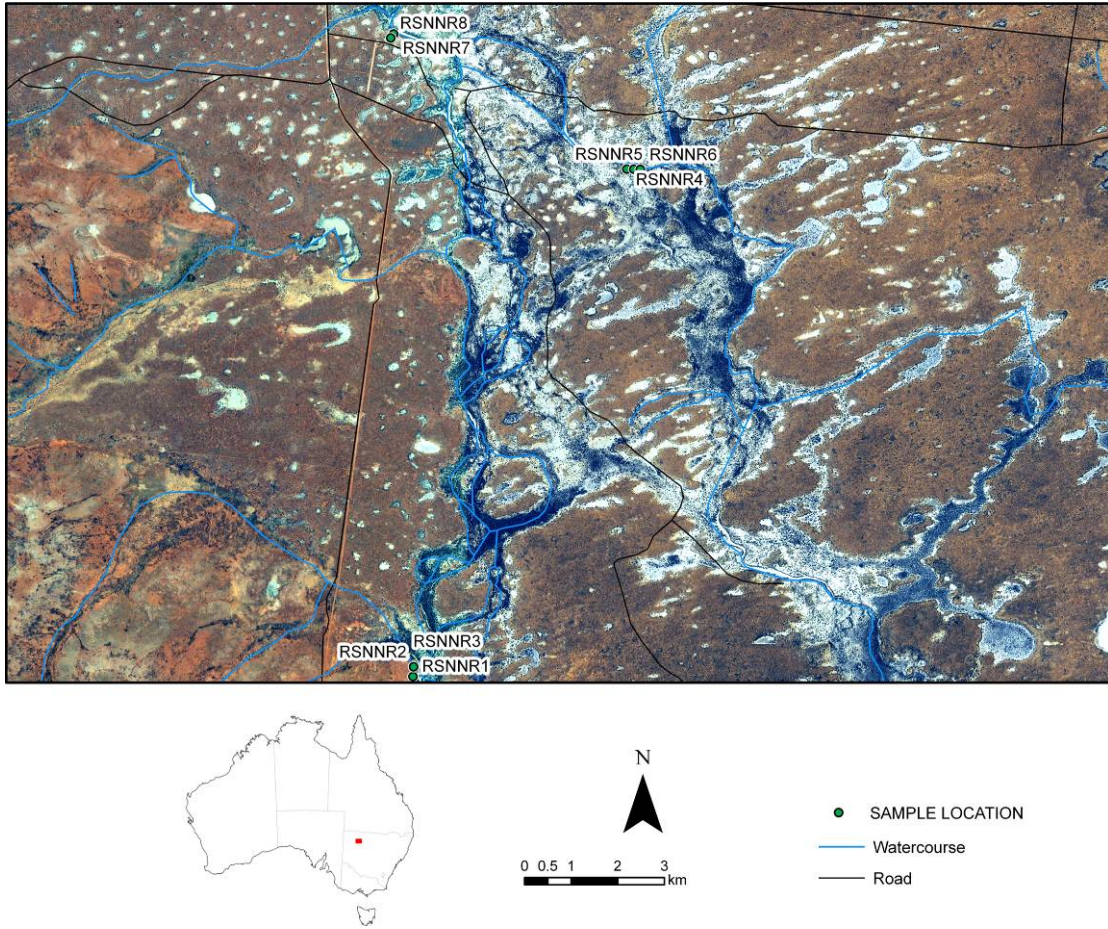 RSNNR8
RSNNR7
RSNNR5 RSNNR6
RSNNR4
RSNNR3
RSNNR2
RSNNR1
N
SAMPLE LOCATION
Watercourse
Road
0 0.5 1 2 3
km